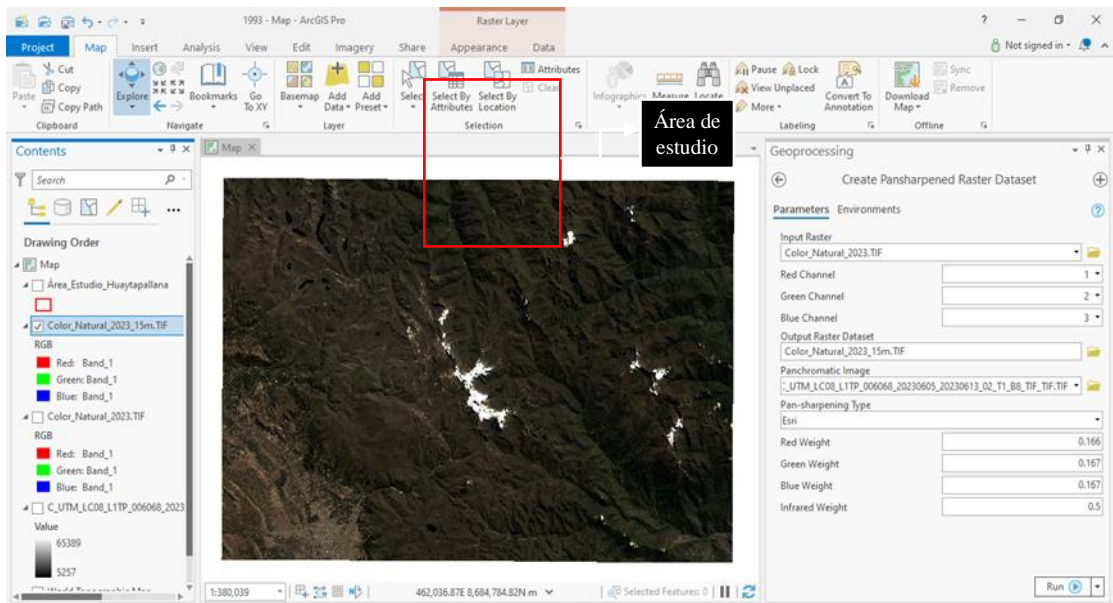 1993 - Map - ArcGIS Pro
Raster Layer
?
Project Map Insert Analysis View Edit Imagery Share Appearance Data
Not signed in
Paste
Cut
Copy
Copy Path
Clipboard
Explore
Bookmarks
Go To XY
Navigate
Basemap
Add Data
Add Preset
Layer
Select
Select By Attributes
Select By Location
Attributes
Clear
Selection
Infographics
Measure
Locate
Pause
Lock
View Unplaced
More
Convert To Annotation
Labeling
Download Map
Sync
Remove
Offline
Área de
estudio
Contents
Search
Drawing Order
Map
Área_Estudio_Huaytapallana
Color_Natural_2023_15m.TIF
RGB
Red: Band_1
Green: Band_1
Blue: Band_1
Color_Natural_2023.TIF
RGB
Red: Band_1
Green: Band_1
Blue: Band_1
C_UTM_LC08_L1TP_006068_2023
Value
65389
5257
World Topographic Map
Map
1:380,039
462,036.87E 8,684,784.82N m
Selected Features: 0
Geoprocessing
Create Pansharpened Raster Dataset
Parameters Environments
Input Raster
Color_Natural_2023.TIF
Red Channel 1
Green Channel 2
Blue Channel 3
Output Raster Dataset
Color_Natural_2023_15m.TIF
Panchromatic Image
:_UTM_LC08_L1TP_006068_20230605_20230613_02_T1_B8_TIF_TIF.TIF
Pan-sharpening Type
Esri
Red Weight 0.166
Green Weight 0.167
Blue Weight 0.167
Infrared Weight 0.5
Run